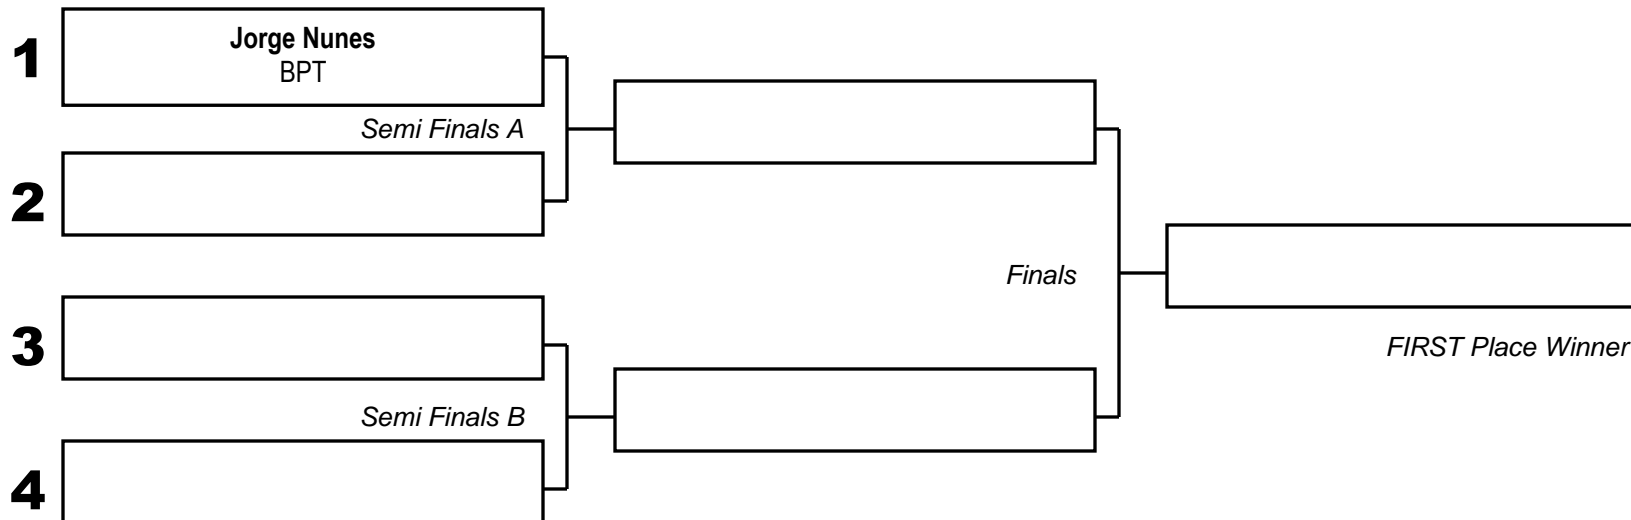 1
Jorge Nunes
BPT
Semi Finals A
2
Finals
3
FIRST Place Winner
Semi Finals B
4